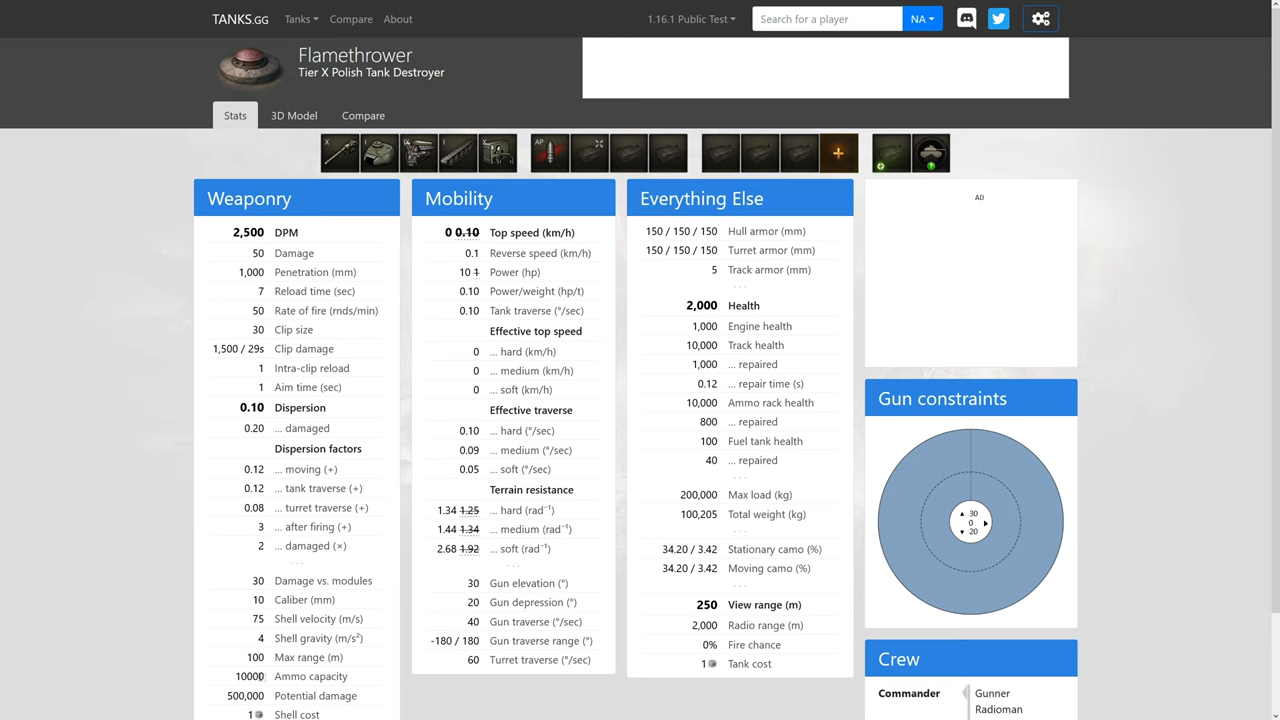 TANKS.GG Tanks Compare About 1.16.1 Public Test Search for a player NA
Flamethrower
Tier X Polish Tank Destroyer
Stats 3D Model Compare
X I IX I X AP
Weaponry
2,500 DPM
50 Damage
1,000 Penetration (mm)
7 Reload time (sec)
50 Rate of fire (rnds/min)
30 Clip size
1,500 / 29s Clip damage
1 Intra-clip reload
1 Aim time (sec)
0.10 Dispersion
0.20 ... damaged
Dispersion factors
0.12 ... moving (+)
0.12 ... tank traverse (+)
0.08 ... turret traverse (+)
3 ... after firing (+)
2 ... damaged (×)
...
30 Damage vs. modules
10 Caliber (mm)
75 Shell velocity (m/s)
4 Shell gravity (m/s²)
100 Max range (m)
10000 Ammo capacity
500,000 Potential damage
1 Shell cost
Mobility
0 0.10 Top speed (km/h)
0.1 Reverse speed (km/h)
10 1 Power (hp)
0.10 Power/weight (hp/t)
0.10 Tank traverse (°/sec)
Effective top speed
0 ... hard (km/h)
0 ... medium (km/h)
0 ... soft (km/h)
Effective traverse
0.10 ... hard (°/sec)
0.09 ... medium (°/sec)
0.05 ... soft (°/sec)
Terrain resistance
1.34 1.25 ... hard (rad⁻¹)
1.44 1.34 ... medium (rad⁻¹)
2.68 1.92 ... soft (rad⁻¹)
...
30 Gun elevation (°)
20 Gun depression (°)
40 Gun traverse (°/sec)
-180 / 180 Gun traverse range (°)
60 Turret traverse (°/sec)
Everything Else
150 / 150 / 150 Hull armor (mm)
150 / 150 / 150 Turret armor (mm)
5 Track armor (mm)
...
2,000 Health
1,000 Engine health
10,000 Track health
1,000 ... repaired
0.12 ... repair time (s)
10,000 Ammo rack health
800 ... repaired
100 Fuel tank health
40 ... repaired
...
200,000 Max load (kg)
100,205 Total weight (kg)
...
34.20 / 3.42 Stationary camo (%)
34.20 / 3.42 Moving camo (%)
...
250 View range (m)
2,000 Radio range (m)
0% Fire chance
1 Tank cost
AD
Gun constraints
30
0
20
Crew
Commander Gunner
Radioman